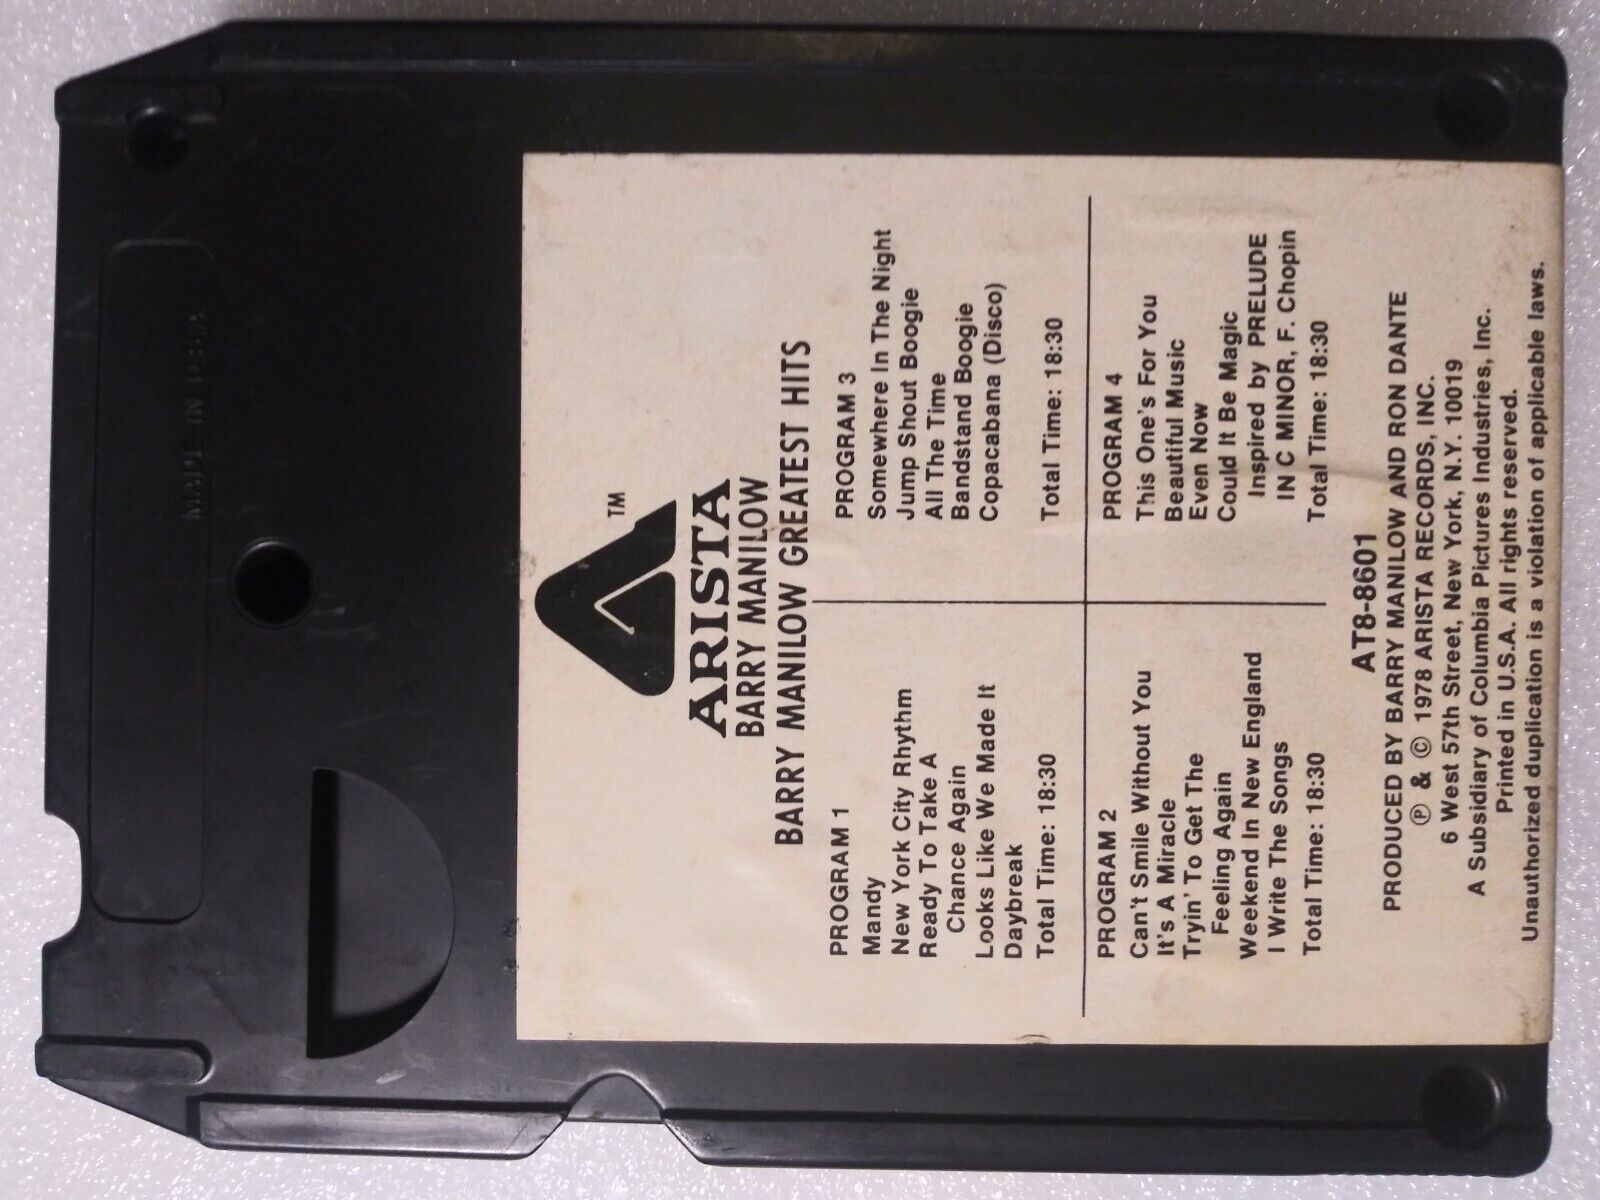 MADE IN U.S.A.
TM
ARISTA
BARRY MANILOW
BARRY MANILOW GREATEST HITS
PROGRAM 1
Mandy
New York City Rhythm
Ready To Take A
Chance Again
Looks Like We Made It
Daybreak
Total Time: 18:30
PROGRAM 3
Somewhere In The Night
Jump Shout Boogie
All The Time
Bandstand Boogie
Copacabana (Disco)
Total Time: 18:30
PROGRAM 2
Can't Smile Without You
It's A Miracle
Tryin' To Get The
Feeling Again
Weekend In New England
I Write The Songs
Total Time: 18:30
PROGRAM 4
This One's For You
Beautiful Music
Even Now
Could It Be Magic
Inspired by PRELUDE
IN C MINOR, F. Chopin
Total Time: 18:30
AT8-8601
PRODUCED BY BARRY MANILOW AND RON DANTE
Ⓟ & © 1978 ARISTA RECORDS, INC.
6 West 57th Street, New York, N.Y. 10019
A Subsidiary of Columbia Pictures Industries, Inc.
Printed in U.S.A. All rights reserved.
Unauthorized duplication is a violation of applicable laws.